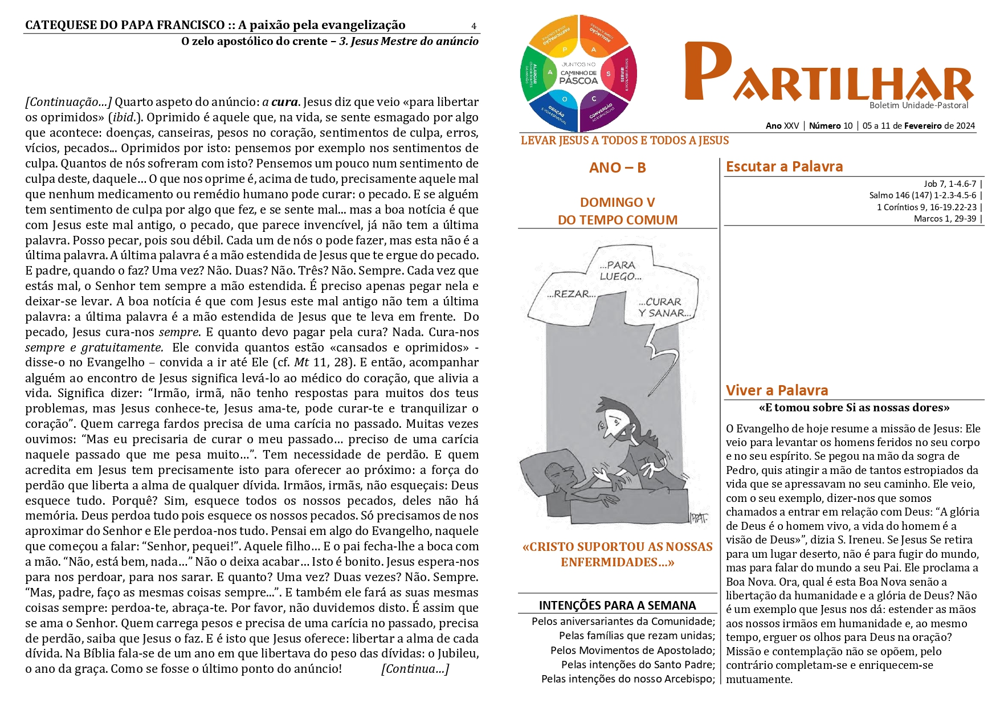 CATEQUESE DO PAPA FRANCISCO :: A paixão pela evangelização 4
O zelo apostólico do crente – 3. Jesus Mestre do anúncio
[Continuação...] Quarto aspeto do anúncio: a cura. Jesus diz que veio «para libertar
os oprimidos» (ibid.). Oprimido é aquele que, na vida, se sente esmagado por algo
que acontece: doenças, canseiras, pesos no coração, sentimentos de culpa, erros,
vícios, pecados... Oprimidos por isto: pensemos por exemplo nos sentimentos de
culpa. Quantos de nós sofreram com isto? Pensemos um pouco num sentimento de
culpa deste, daquele… O que nos oprime é, acima de tudo, precisamente aquele mal
que nenhum medicamento ou remédio humano pode curar: o pecado. E se alguém
tem sentimento de culpa por algo que fez, e se sente mal... mas a boa notícia é que
com Jesus este mal antigo, o pecado, que parece invencível, já não tem a última
palavra. Posso pecar, pois sou débil. Cada um de nós o pode fazer, mas esta não é a
última palavra. A última palavra é a mão estendida de Jesus que te ergue do pecado.
E padre, quando o faz? Uma vez? Não. Duas? Não. Três? Não. Sempre. Cada vez que
estás mal, o Senhor tem sempre a mão estendida. É preciso apenas pegar nela e
deixar-se levar. A boa notícia é que com Jesus este mal antigo não tem a última
palavra: a última palavra é a mão estendida de Jesus que te leva em frente. Do
pecado, Jesus cura-nos sempre. E quanto devo pagar pela cura? Nada. Cura-nos
sempre e gratuitamente. Ele convida quantos estão «cansados e oprimidos» -
disse-o no Evangelho – convida a ir até Ele (cf. Mt 11, 28). E então, acompanhar
alguém ao encontro de Jesus significa levá-lo ao médico do coração, que alivia a
vida. Significa dizer: “Irmão, irmã, não tenho respostas para muitos dos teus
problemas, mas Jesus conhece-te, Jesus ama-te, pode curar-te e tranquilizar o
coração”. Quem carrega fardos precisa de uma carícia no passado. Muitas vezes
ouvimos: “Mas eu precisaria de curar o meu passado… preciso de uma carícia
naquele passado que me pesa muito…”. Tem necessidade de perdão. E quem
acredita em Jesus tem precisamente isto para oferecer ao próximo: a força do
perdão que liberta a alma de qualquer dívida. Irmãos, irmãs, não esqueçais: Deus
esquece tudo. Porquê? Sim, esquece todos os nossos pecados, deles não há
memória. Deus perdoa tudo pois esquece os nossos pecados. Só precisamos de nos
aproximar do Senhor e Ele perdoa-nos tudo. Pensai em algo do Evangelho, naquele
que começou a falar: “Senhor, pequei!”. Aquele filho… E o pai fecha-lhe a boca com
a mão. “Não, está bem, nada…” Não o deixa acabar… Isto é bonito. Jesus espera-nos
para nos perdoar, para nos sarar. E quanto? Uma vez? Duas vezes? Não. Sempre.
“Mas, padre, faço as mesmas coisas sempre...”. E também ele fará as suas mesmas
coisas sempre: perdoa-te, abraça-te. Por favor, não duvidemos disto. É assim que
se ama o Senhor. Quem carrega pesos e precisa de uma carícia no passado, precisa
de perdão, saiba que Jesus o faz. E é isto que Jesus oferece: libertar a alma de cada
dívida. Na Bíblia fala-se de um ano em que libertava do peso das dívidas: o Jubileu,
o ano da graça. Como se fosse o último ponto do anúncio! [Continua...]
JUNTOS NO
CAMINHO DE
PÁSCOA
P
A
S
C
O
A
PARTICIPAÇÃO
AVALIAÇÃO
SERVIR
CONVERSÃO
AO EVANGELHO
ORAÇÃO
E VIDA ESPIRITUAL
ALARGAR
PARTILHAR
Boletim Unidade-Pastoral
Ano XXV | Número 10 | 05 a 11 de Fevereiro de 2024
LEVAR JESUS A TODOS E TODOS A JESUS
ANO – B
DOMINGO V
DO TEMPO COMUM
...PARA
LUEGO...
...REZAR...
...CURAR
Y SANAR...
«CRISTO SUPORTOU AS NOSSAS
ENFERMIDADES…»
INTENÇÕES PARA A SEMANA
Pelos aniversariantes da Comunidade;
Pelas famílias que rezam unidas;
Pelos Movimentos de Apostolado;
Pelas intenções do Santo Padre;
Pelas intenções do nosso Arcebispo;
Escutar a Palavra
Job 7, 1-4.6-7 |
Salmo 146 (147) 1-2.3-4.5-6 |
1 Coríntios 9, 16-19.22-23 |
Marcos 1, 29-39 |
Viver a Palavra
«E tomou sobre Si as nossas dores»
O Evangelho de hoje resume a missão de Jesus: Ele
veio para levantar os homens feridos no seu corpo
e no seu espírito. Se pegou na mão da sogra de
Pedro, quis atingir a mão de tantos estropiados da
vida que se apressavam no seu caminho. Ele veio,
com o seu exemplo, dizer-nos que somos
chamados a entrar em relação com Deus: “A glória
de Deus é o homem vivo, a vida do homem é a
visão de Deus»”, dizia S. Ireneu. Se Jesus Se retira
para um lugar deserto, não é para fugir do mundo,
mas para falar do mundo a seu Pai. Ele proclama a
Boa Nova. Ora, qual é esta Boa Nova senão a
libertação da humanidade e a glória de Deus? Não
é um exemplo que Jesus nos dá: estender as mãos
aos nossos irmãos em humanidade e, ao mesmo
tempo, erguer os olhos para Deus na oração?
Missão e contemplação não se opõem, pelo
contrário completam-se e enriquecem-se
mutuamente.